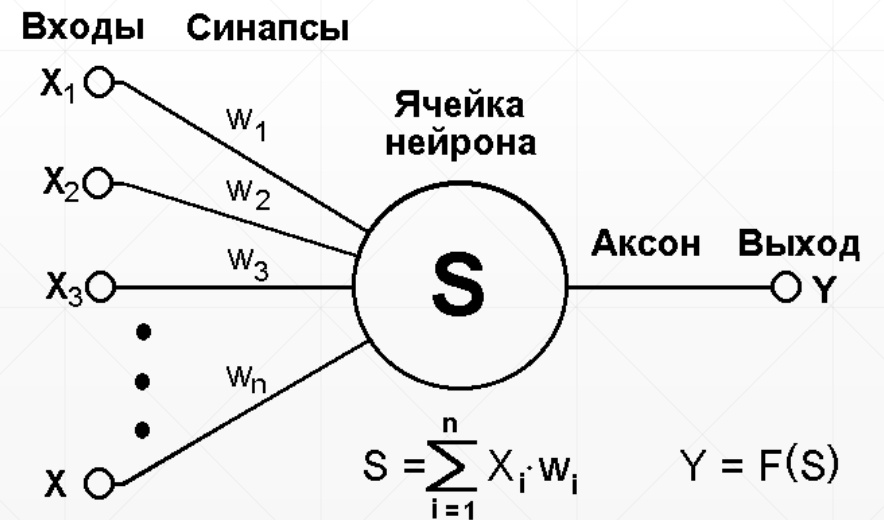 Входы Синапсы
X1
w1
Ячейка
нейрона
X2
w2
Аксон Выход
w3
X3
S
Y
wn
X
S = n∑i=1 Xi·wi
Y = F(S)